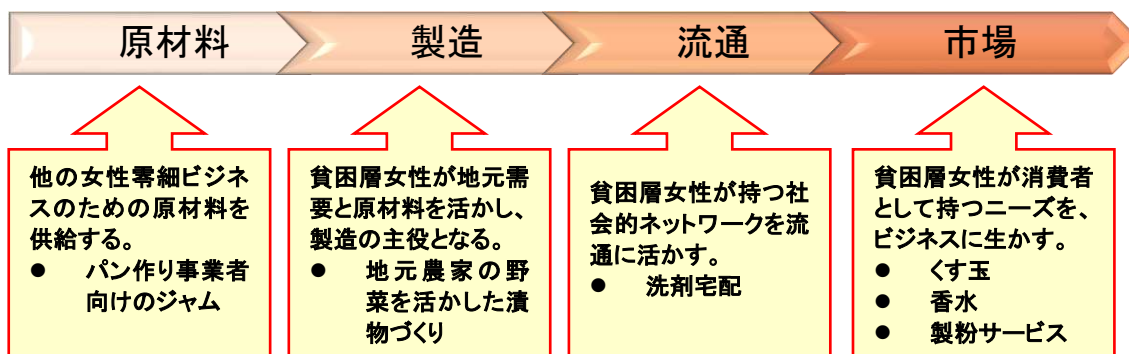 原材料
製造
流通
市場
他の女性零細ビジネ
スのための原材料を
供給する。
● パン作り事業者
向けのジャム
貧困層女性が地元需
要と原材料を活かし、
製造の主役となる。
● 地元農家の野
菜を活かした漬
物づくり
貧困層女性が持つ社
会的ネットワークを流
通に活かす。
● 洗剤宅配
貧困層女性が消費者
として持つニーズを、
ビジネスに生かす。
● くす玉
● 香水
● 製粉サービス